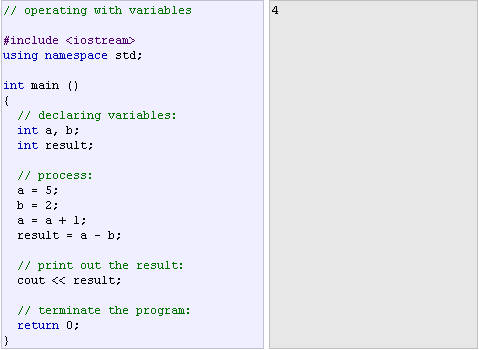 // operating with variables
#include <iostream>
using namespace std;
int main ()
{
  // declaring variables:
  int a, b;
  int result;
  // process:
  a = 5;
  b = 2;
  a = a + 1;
  result = a - b;
  // print out the result:
  cout << result;
  // terminate the program:
  return 0;
}
4